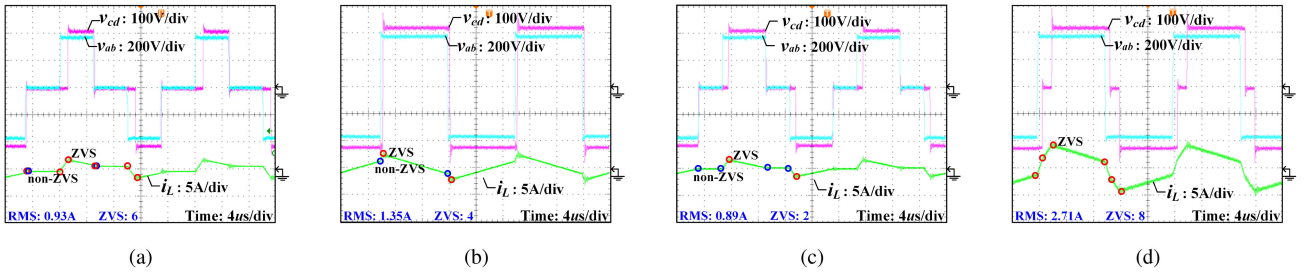 v_cd : 100V/div
v_ab : 200V/div
ZVS
non-ZVS
i_L : 5A/div
RMS: 0.93A ZVS: 6 Time: 4us/div
(a)
v_cd : 100V/div
v_ab : 200V/div
ZVS
non-ZVS
i_L : 5A/div
RMS: 1.35A ZVS: 4 Time: 4us/div
(b)
v_cd : 100V/div
v_ab : 200V/div
ZVS
non-ZVS
i_L : 5A/div
RMS: 0.89A ZVS: 2 Time: 4us/div
(c)
v_cd : 100V/div
v_ab : 200V/div
ZVS
i_L : 5A/div
RMS: 2.71A ZVS: 8 Time: 4us/div
(d)